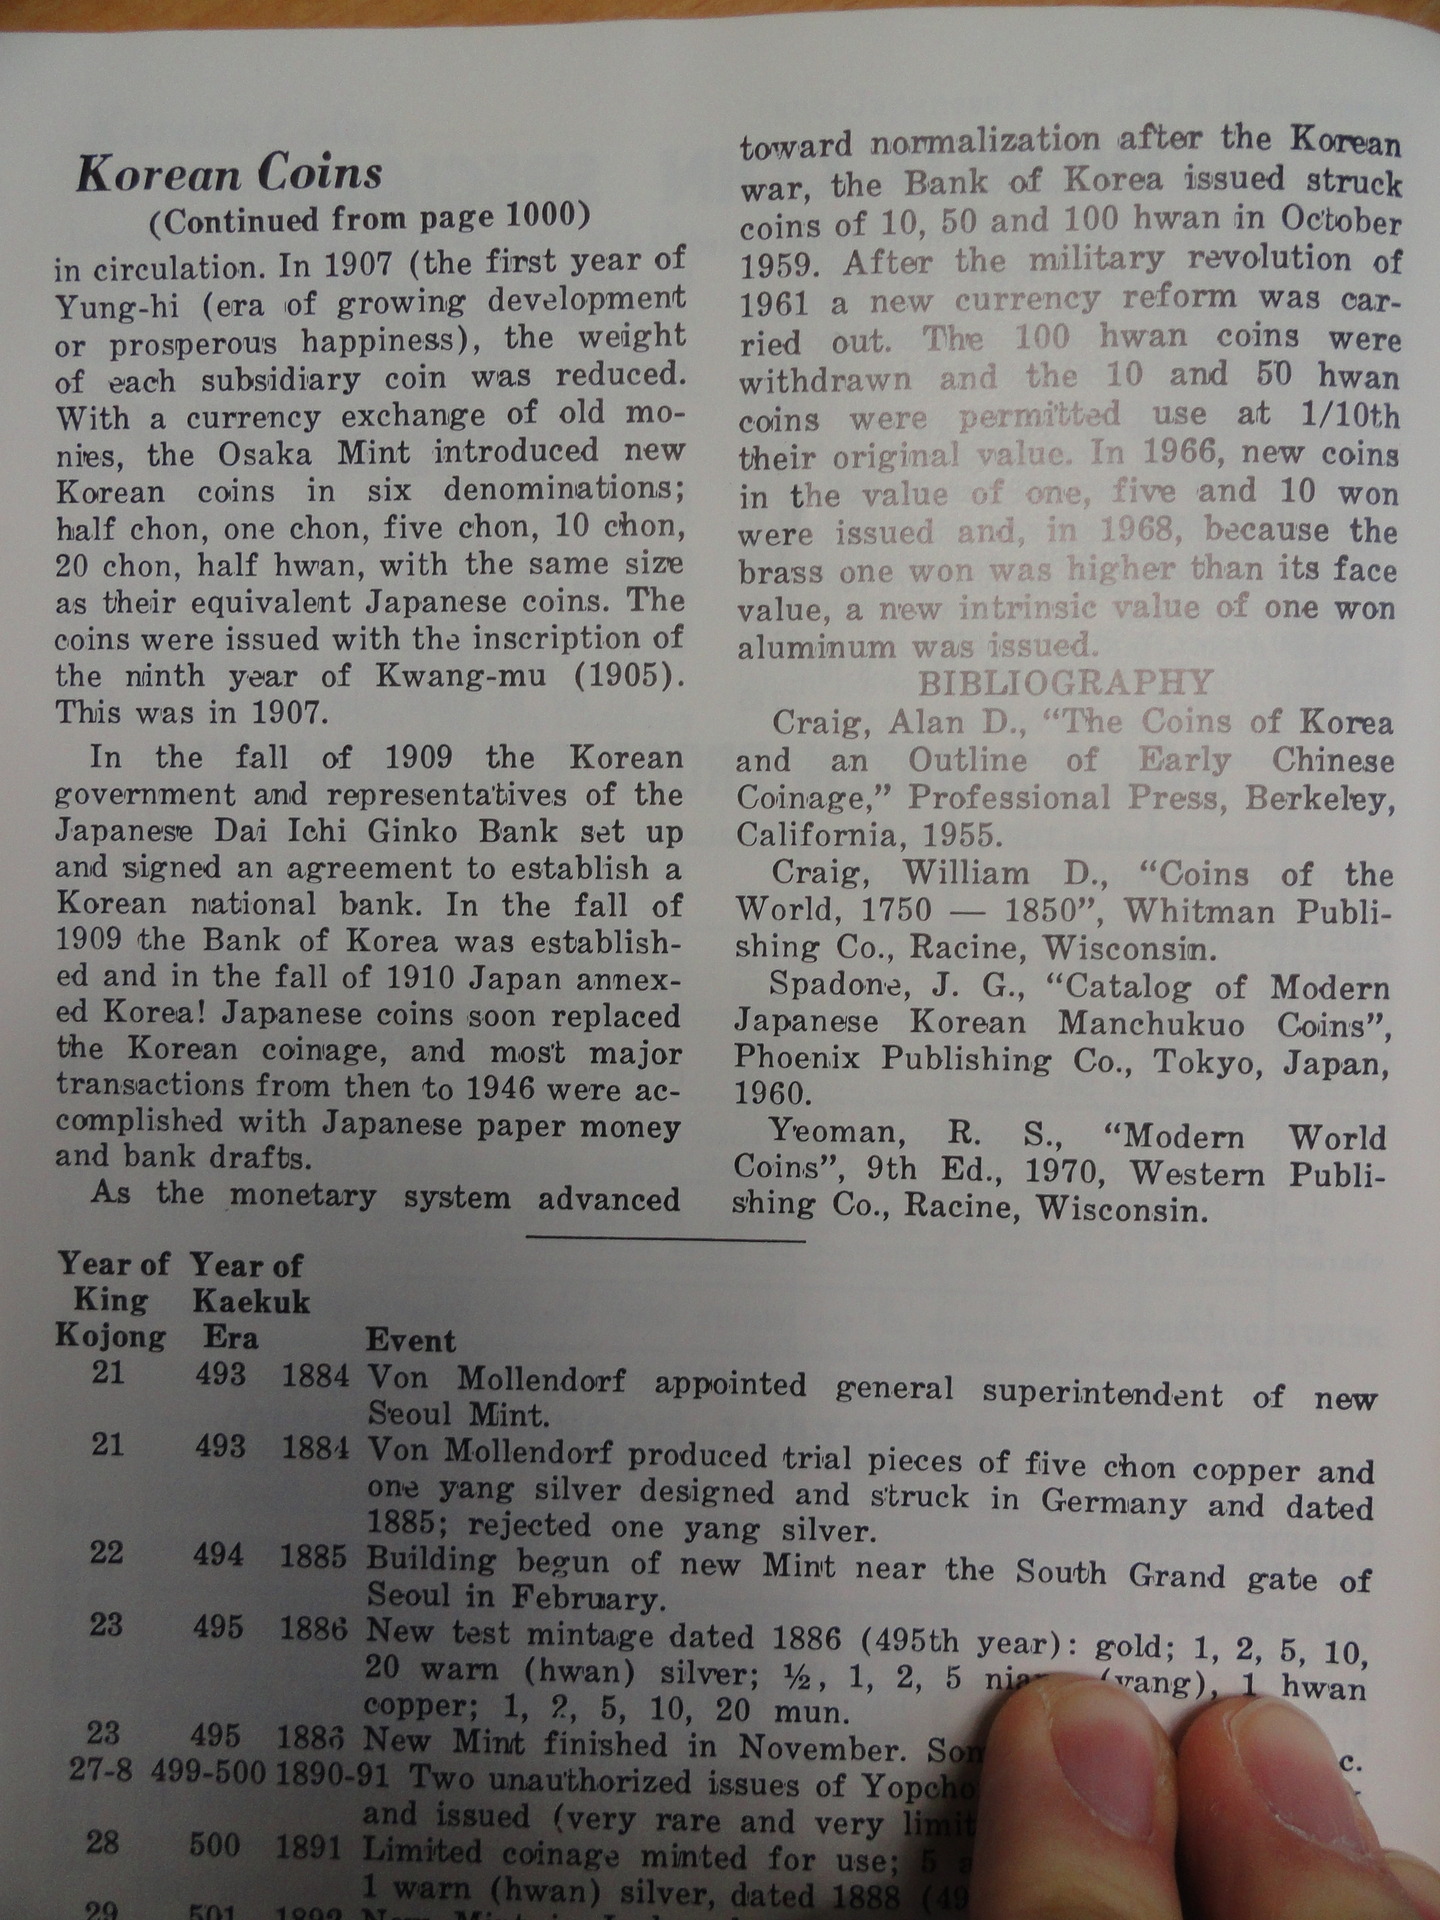 Korean Coins
(Continued from page 1000)
in circulation. In 1907 (the first year of
Yung-hi (era of growing development
or prosperous happiness), the weight
of each subsidiary coin was reduced.
With a currency exchange of old mo-
nies, the Osaka Mint introduced new
Korean coins in six denominations;
half chon, one chon, five chon, 10 chon,
20 chon, half hwan, with the same size
as their equivalent Japanese coins. The
coins were issued with the inscription of
the ninth year of Kwang-mu (1905).
This was in 1907.
In the fall of 1909 the Korean
government and representatives of the
Japanese Dai Ichi Ginko Bank set up
and signed an agreement to establish a
Korean national bank. In the fall of
1909 the Bank of Korea was establish-
ed and in the fall of 1910 Japan annex-
ed Korea! Japanese coins soon replaced
the Korean coinage, and most major
transactions from then to 1946 were ac-
complished with Japanese paper money
and bank drafts.
As the monetary system advanced
toward normalization after the Korean
war, the Bank of Korea issued struck
coins of 10, 50 and 100 hwan in October
1959. After the military revolution of
1961 a new currency reform was car-
ried out. The 100 hwan coins were
withdrawn and the 10 and 50 hwan
coins were permitted use at 1/10th
their original value. In 1966, new coins
in the value of one, five and 10 won
were issued and, in 1968, because the
brass one won was higher than its face
value, a new intrinsic value of one won
aluminum was issued.
BIBLIOGRAPHY
Craig, Alan D., “The Coins of Korea
and an Outline of Early Chinese
Coinage,” Professional Press, Berkeley,
California, 1955.
Craig, William D., “Coins of the
World, 1750 — 1850”, Whitman Publi-
shing Co., Racine, Wisconsin.
Spadone, J. G., “Catalog of Modern
Japanese Korean Manchukuo Coins”,
Phoenix Publishing Co., Tokyo, Japan,
1960.
Yeoman, R. S., “Modern World
Coins”, 9th Ed., 1970, Western Publi-
shing Co., Racine, Wisconsin.
Year of Year of
King Kaekuk
Kojong Era Event
21 493 1884 Von Mollendorf appointed general superintendent of new
Seoul Mint.
21 493 1884 Von Mollendorf produced trial pieces of five chon copper and
one yang silver designed and struck in Germany and dated
1885; rejected one yang silver.
22 494 1885 Building begun of new Mint near the South Grand gate of
Seoul in February.
23 495 1886 New test mintage dated 1886 (495th year): gold; 1, 2, 5, 10,
20 warn (hwan) silver; ½, 1, 2, 5 (yang), 1 hwan
copper; 1, 2, 5, 10, 20 mun.
23 495 1886 New Mint finished in November. c.
27-8 499-500 1890-91 Two unauthorized issues of
and issued (very rare and very
28 500 1891 Limited coinage minted for use; 5
1 warn (hwan) silver, dated 1888
29 501 1892 New Mint